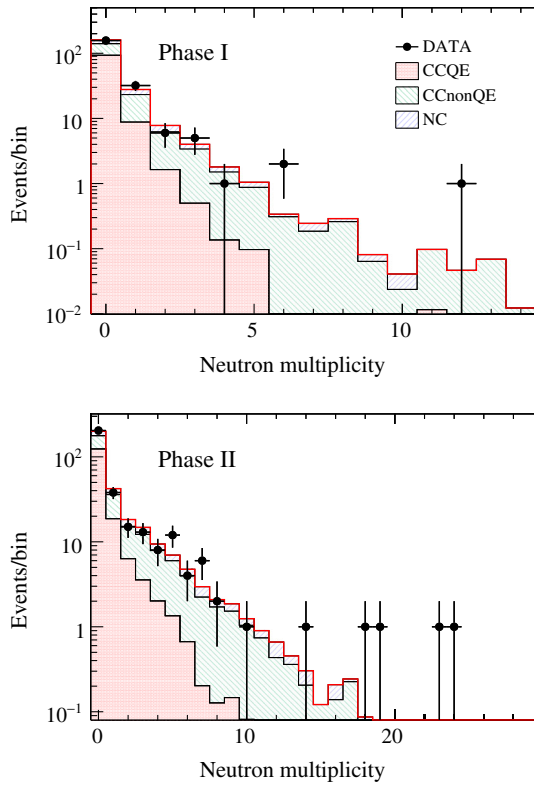 Phase I
DATA
CCQE
CCnonQE
NC
Events/bin
10²
10
1
10⁻¹
10⁻²
0 5 10
Neutron multiplicity
Phase II
Events/bin
10²
10
1
10⁻¹
0 10 20
Neutron multiplicity